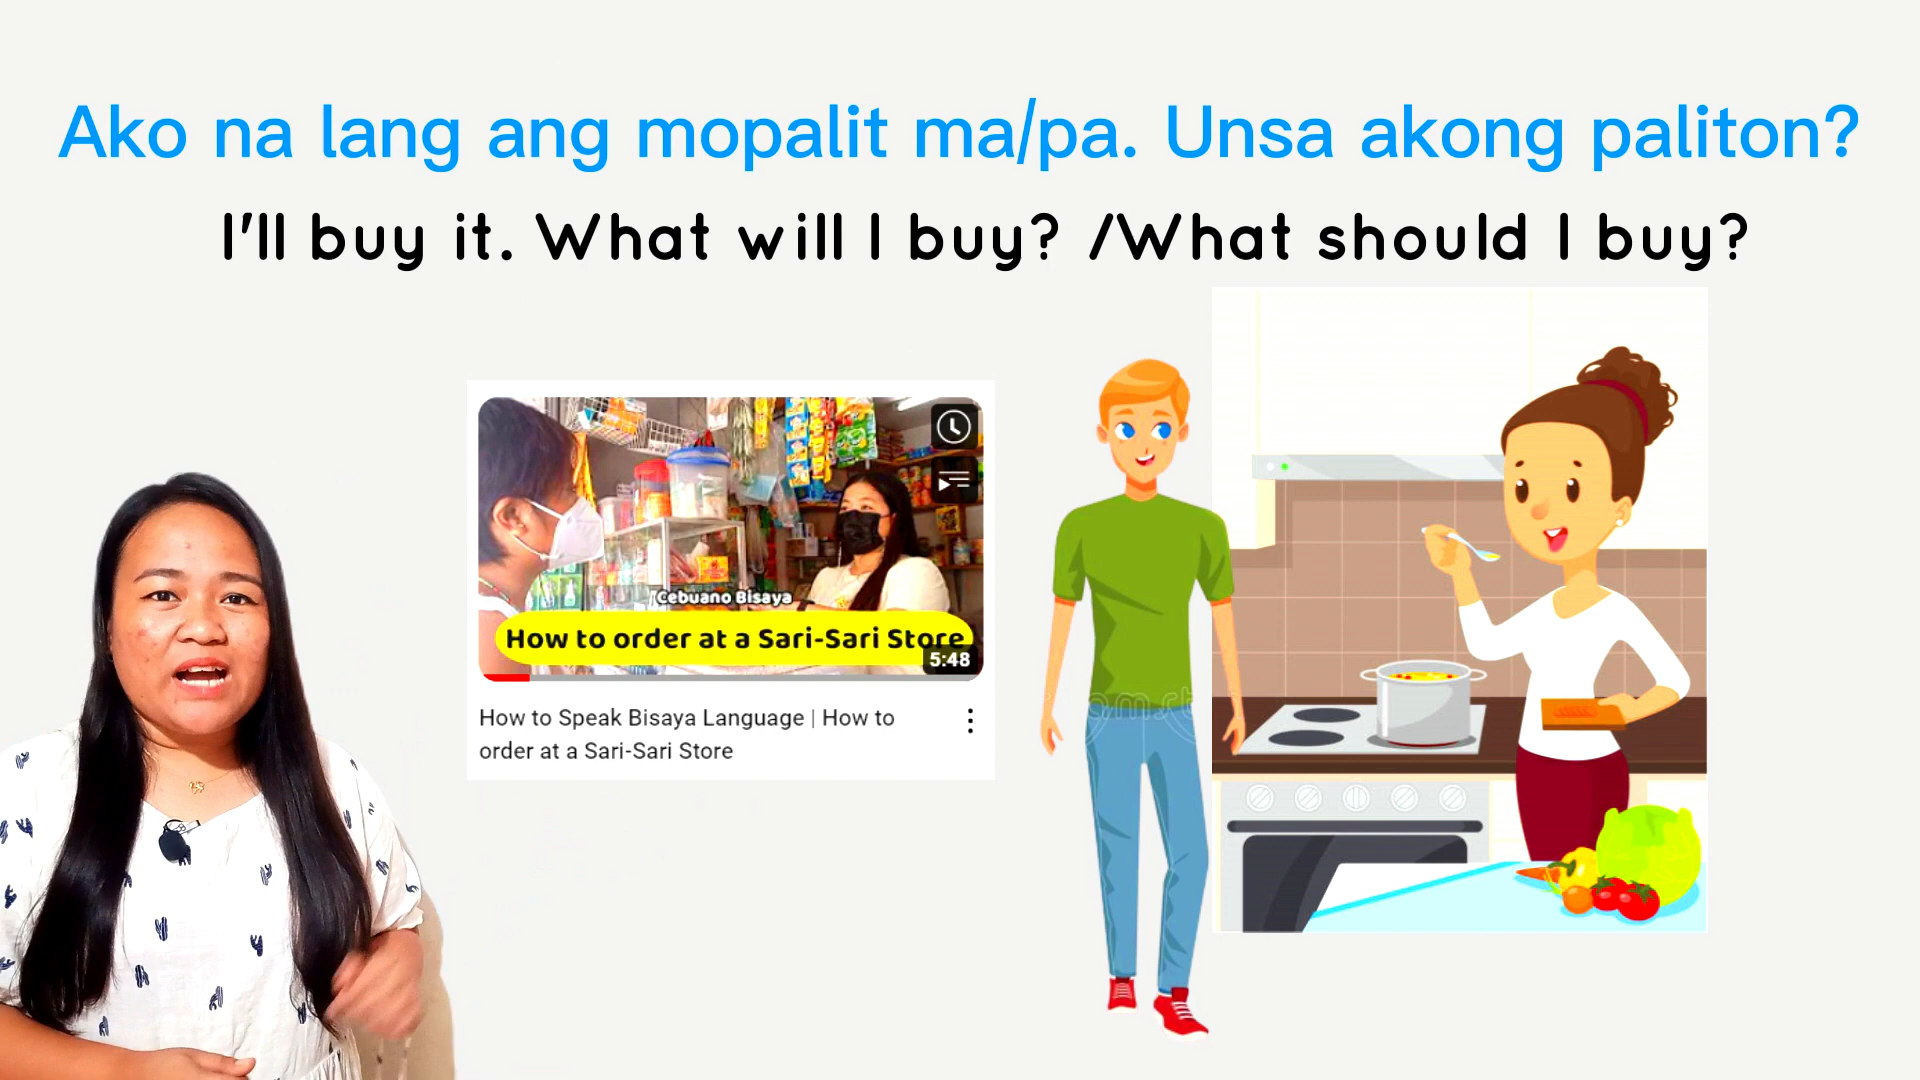 Ako na lang ang mopalit ma/pa. Unsa akong paliton?
I'll buy it. What will I buy? /What should I buy?
Cebuano Bisaya
How to order at a Sari-Sari Store
5:48
How to Speak Bisaya Language | How to
order at a Sari-Sari Store